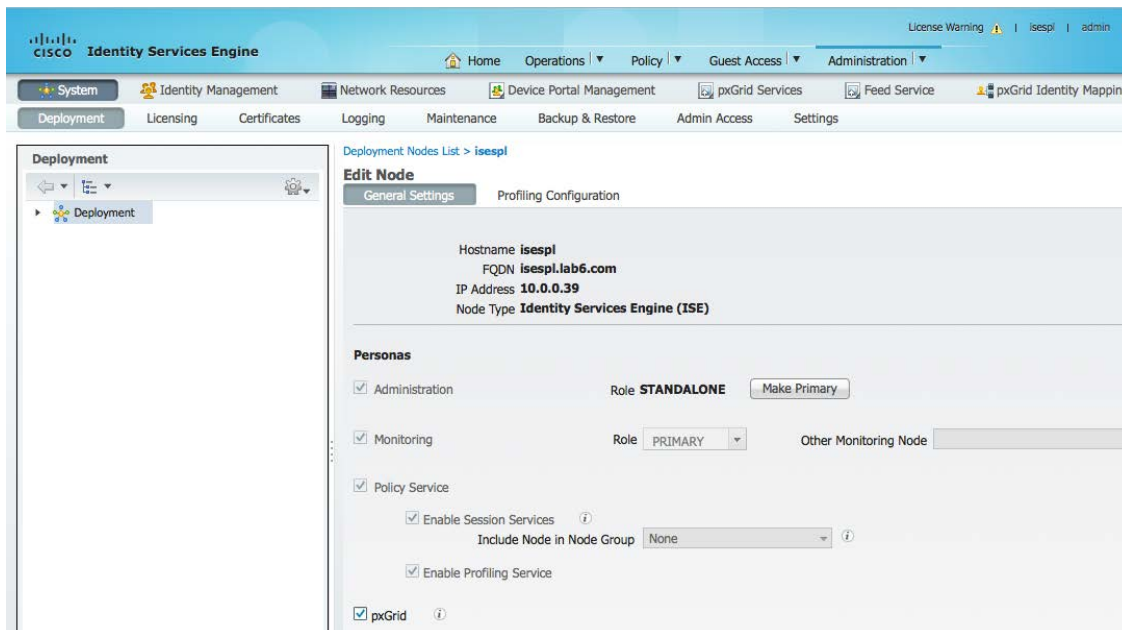 License Warning | isespl | admin
cisco Identity Services Engine
Home Operations Policy Guest Access Administration
System Identity Management Network Resources Device Portal Management pxGrid Services Feed Service pxGrid Identity Mappin
Deployment Licensing Certificates Logging Maintenance Backup & Restore Admin Access Settings
Deployment
Deployment
Deployment Nodes List > isespl
Edit Node
General Settings Profiling Configuration
Hostname isespl
FQDN isespl.lab6.com
IP Address 10.0.0.39
Node Type Identity Services Engine (ISE)
Personas
Administration Role STANDALONE Make Primary
Monitoring Role PRIMARY Other Monitoring Node
Policy Service
Enable Session Services
Include Node in Node Group None
Enable Profiling Service
pxGrid